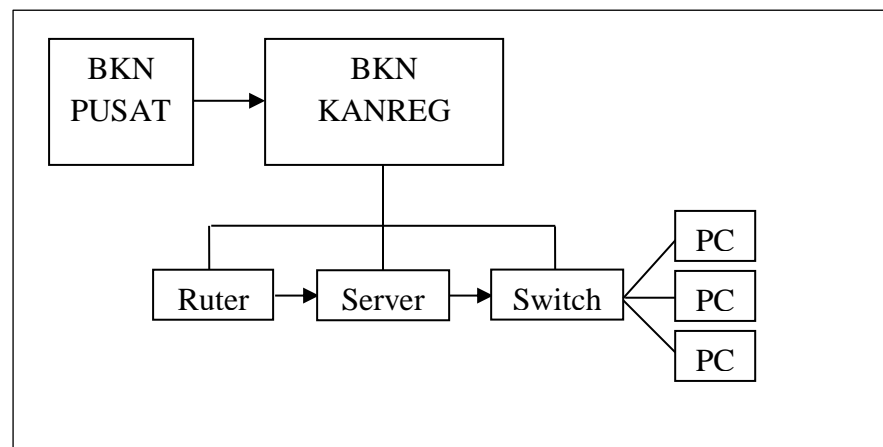 BKN
PUSAT
BKN
KANREG
Ruter
Server
Switch
PC
PC
PC